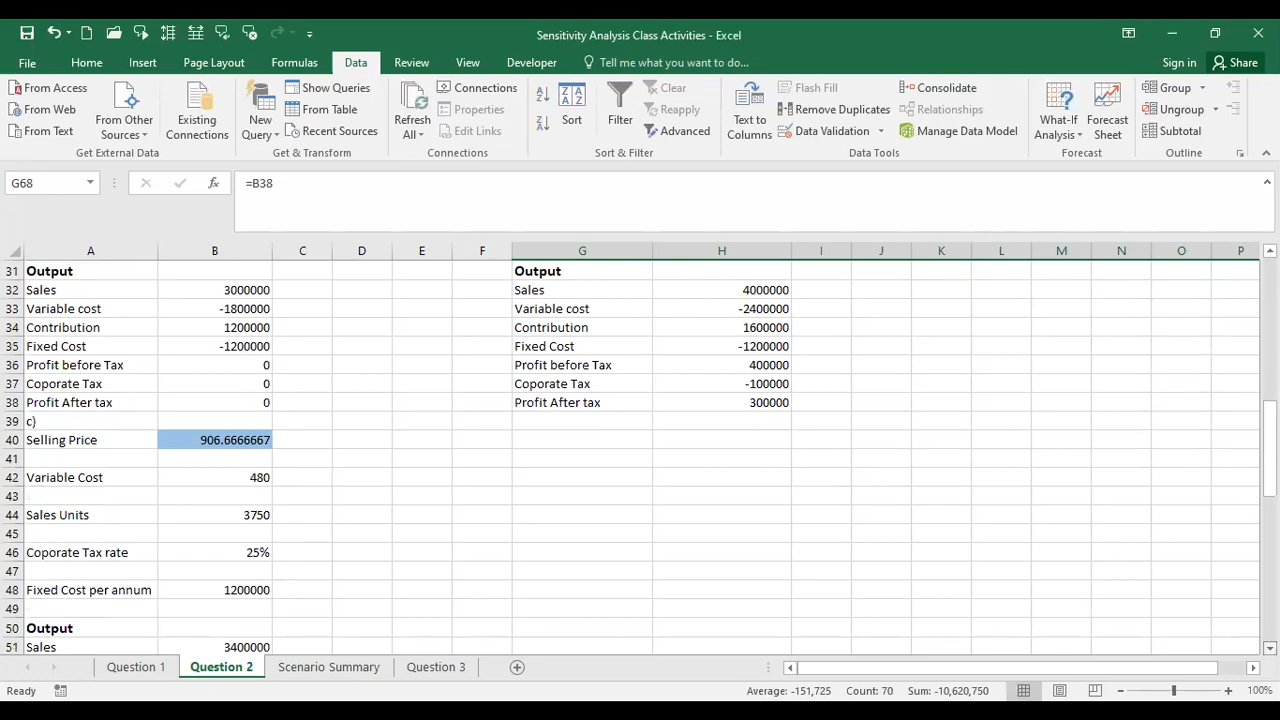 Sensitivity Analysis Class Activities - Excel
File Home Insert Page Layout Formulas Data Review View Developer Tell me what you want to do... Sign in Share
From Access
From Web
From Text
From Other Sources
Existing Connections
Get External Data
New Query
Show Queries
From Table
Recent Sources
Get & Transform
Refresh All
Connections
Properties
Edit Links
Connections
Sort
Filter
Clear
Reapply
Advanced
Sort & Filter
Text to Columns
Flash Fill
Remove Duplicates
Data Validation
Consolidate
Relationships
Manage Data Model
Data Tools
What-If Analysis
Forecast Sheet
Forecast
Group
Ungroup
Subtotal
Outline
G68 fx =B38
A B C D E F G H I J K L M N O P
31 Output Output
32 Sales 3000000 Sales 4000000
33 Variable cost -1800000 Variable cost -2400000
34 Contribution 1200000 Contribution 1600000
35 Fixed Cost -1200000 Fixed Cost -1200000
36 Profit before Tax 0 Profit before Tax 400000
37 Coporate Tax 0 Coporate Tax -100000
38 Profit After tax 0 Profit After tax 300000
39 c)
40 Selling Price 906.6666667
41
42 Variable Cost 480
43
44 Sales Units 3750
45
46 Coporate Tax rate 25%
47
48 Fixed Cost per annum 1200000
49
50 Output
51 Sales 3400000
Question 1 Question 2 Scenario Summary Question 3
Ready Average: -151,725 Count: 70 Sum: -10,620,750 100%